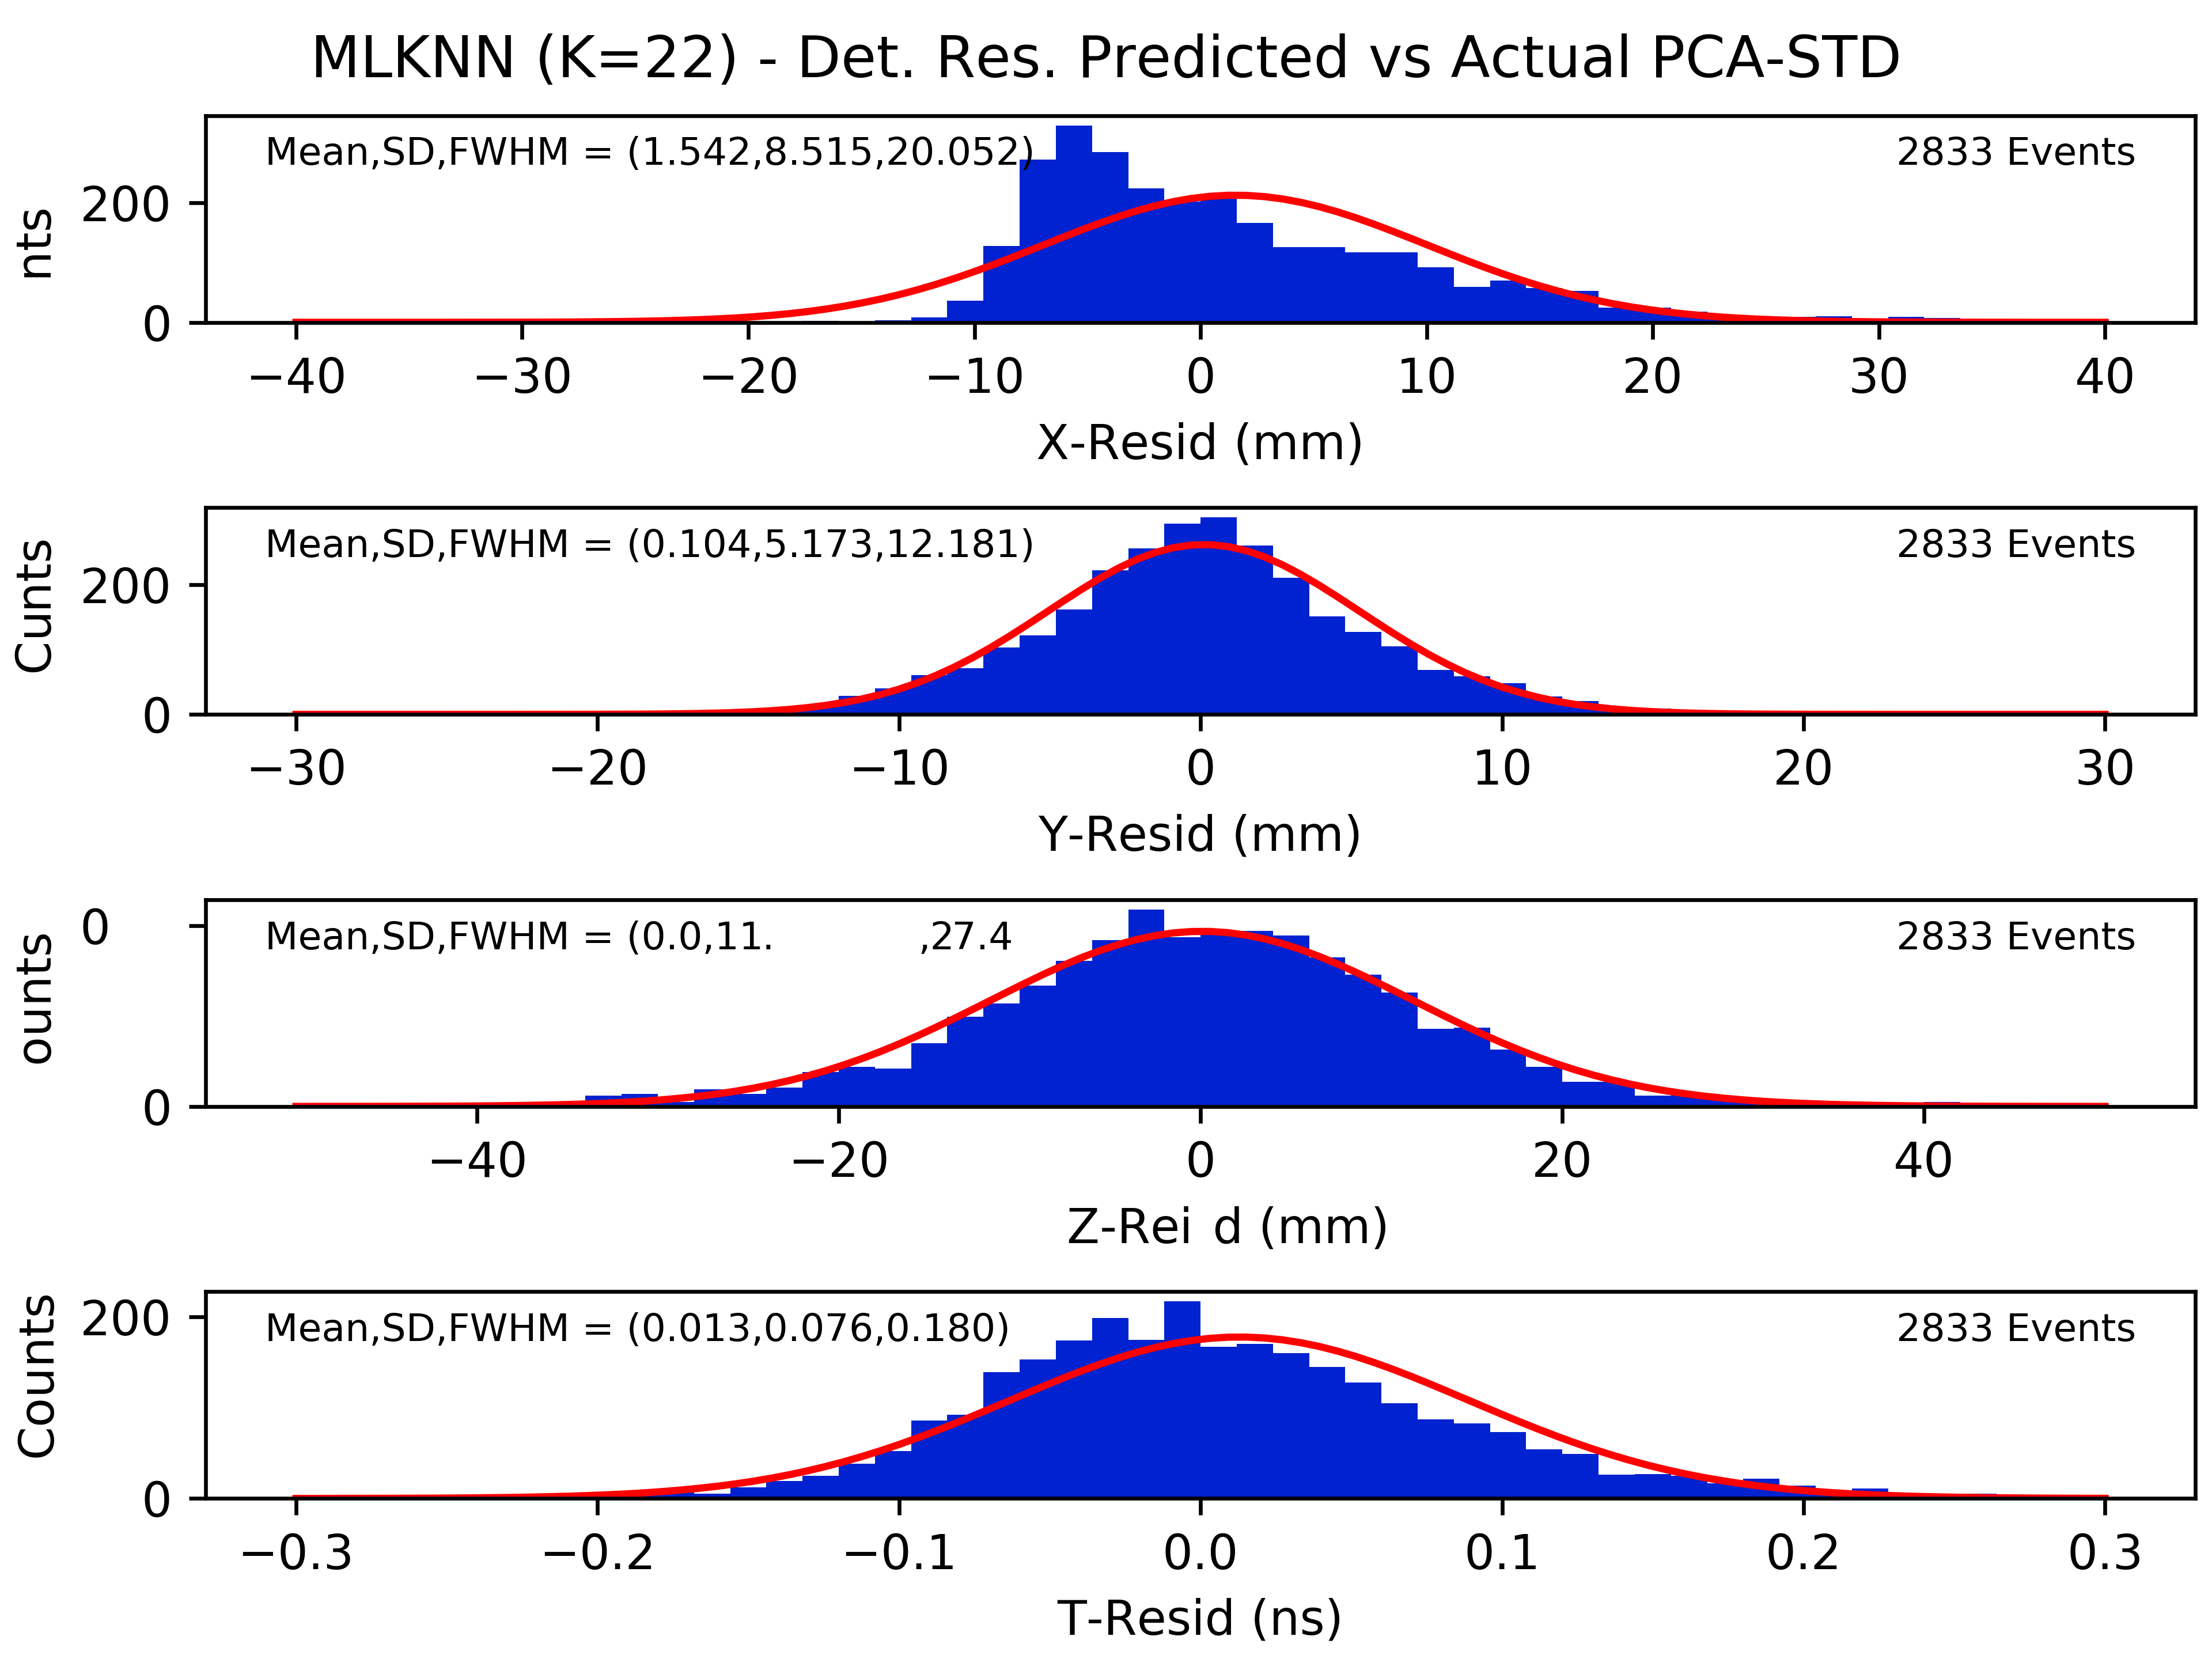 MLKNN (K=22) - Det. Res. Predicted vs Actual PCA-STD
Mean,SD,FWHM = (1.542,8.515,20.052)
2833 Events
nts
200
0
−40 −30 −20 −10 0 10 20 30 40
X-Resid (mm)
Mean,SD,FWHM = (0.104,5.173,12.181)
2833 Events
Cunts
200
0
−30 −20 −10 0 10 20 30
Y-Resid (mm)
Mean,SD,FWHM = (0.0,11. ,27.4
2833 Events
ounts
0
0
−40 −20 0 20 40
Z-Rei d (mm)
Mean,SD,FWHM = (0.013,0.076,0.180)
2833 Events
Counts
200
0
−0.3 −0.2 −0.1 0.0 0.1 0.2 0.3
T-Resid (ns)